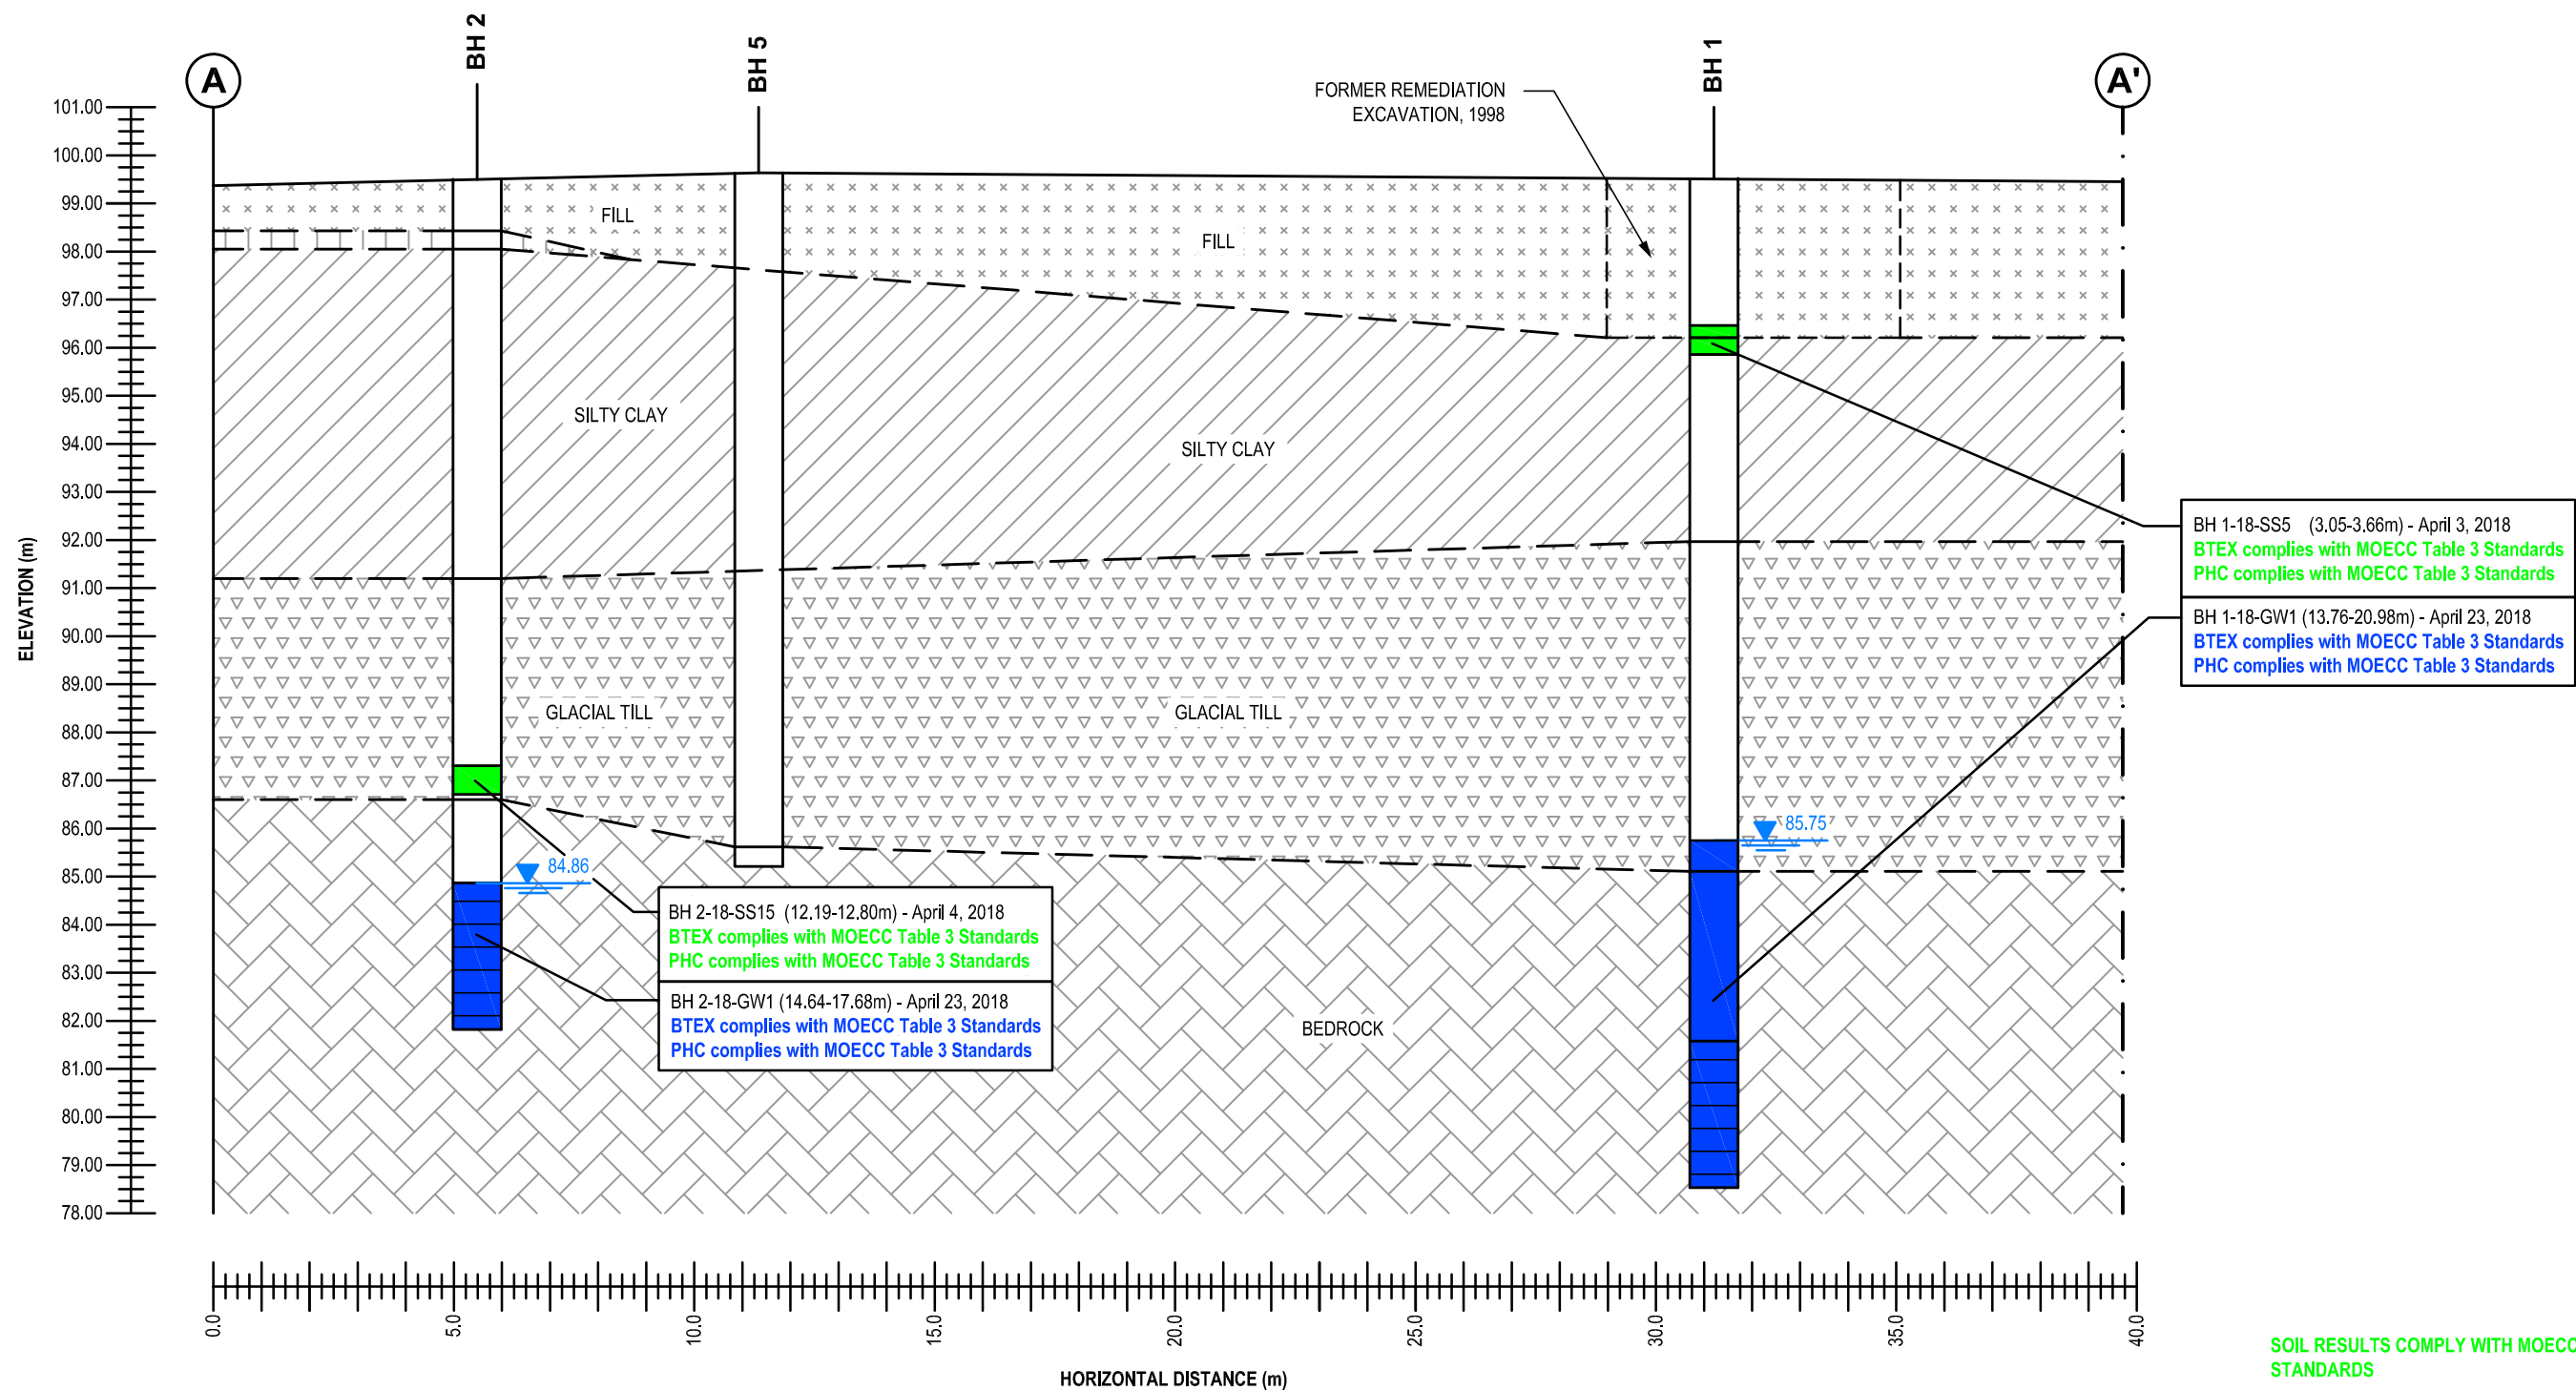 A
BH 2
BH 5
BH 1
A'
FORMER REMEDIATION
EXCAVATION, 1998
101.00
100.00
99.00
98.00
97.00
96.00
95.00
94.00
93.00
92.00
91.00
90.00
89.00
88.00
87.00
86.00
85.00
84.00
83.00
82.00
81.00
80.00
79.00
78.00
ELEVATION (m)
FILL
FILL
SILTY CLAY
SILTY CLAY
GLACIAL TILL
GLACIAL TILL
BEDROCK
84.86
85.75
BH 1-18-SS5 (3.05-3.66m) - April 3, 2018
BTEX complies with MOECC Table 3 Standards
PHC complies with MOECC Table 3 Standards
BH 1-18-GW1 (13.76-20.98m) - April 23, 2018
BTEX complies with MOECC Table 3 Standards
PHC complies with MOECC Table 3 Standards
BH 2-18-SS15 (12.19-12.80m) - April 4, 2018
BTEX complies with MOECC Table 3 Standards
PHC complies with MOECC Table 3 Standards
BH 2-18-GW1 (14.64-17.68m) - April 23, 2018
BTEX complies with MOECC Table 3 Standards
PHC complies with MOECC Table 3 Standards
0.0
5.0
10.0
15.0
20.0
25.0
30.0
35.0
40.0
HORIZONTAL DISTANCE (m)
SOIL RESULTS COMPLY WITH MOECC
STANDARDS